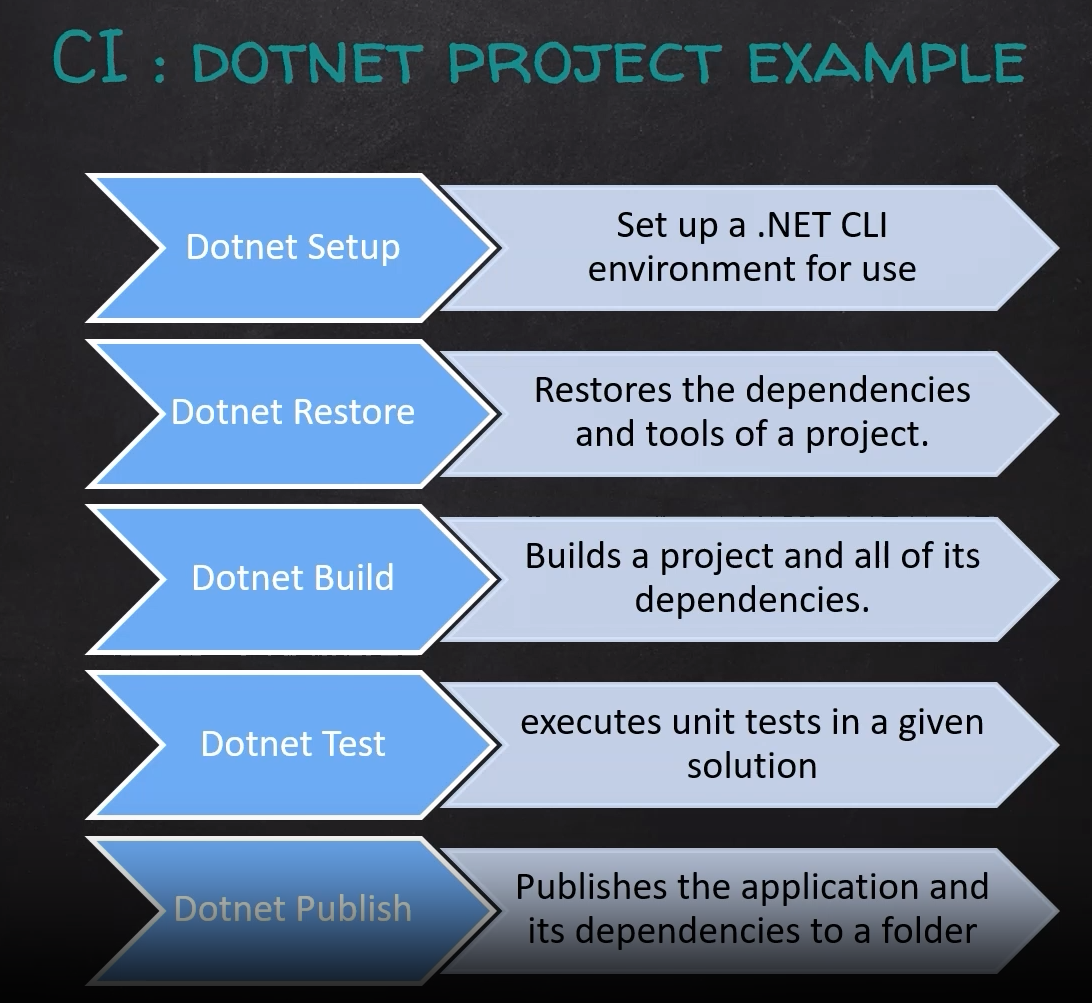 CI : DOTNET PROJECT EXAMPLE
Dotnet Setup
Set up a .NET CLI
environment for use
Dotnet Restore
Restores the dependencies
and tools of a project.
Dotnet Build
Builds a project and all of its
dependencies.
Dotnet Test
executes unit tests in a given
solution
Dotnet Publish
Publishes the application and
its dependencies to a folder